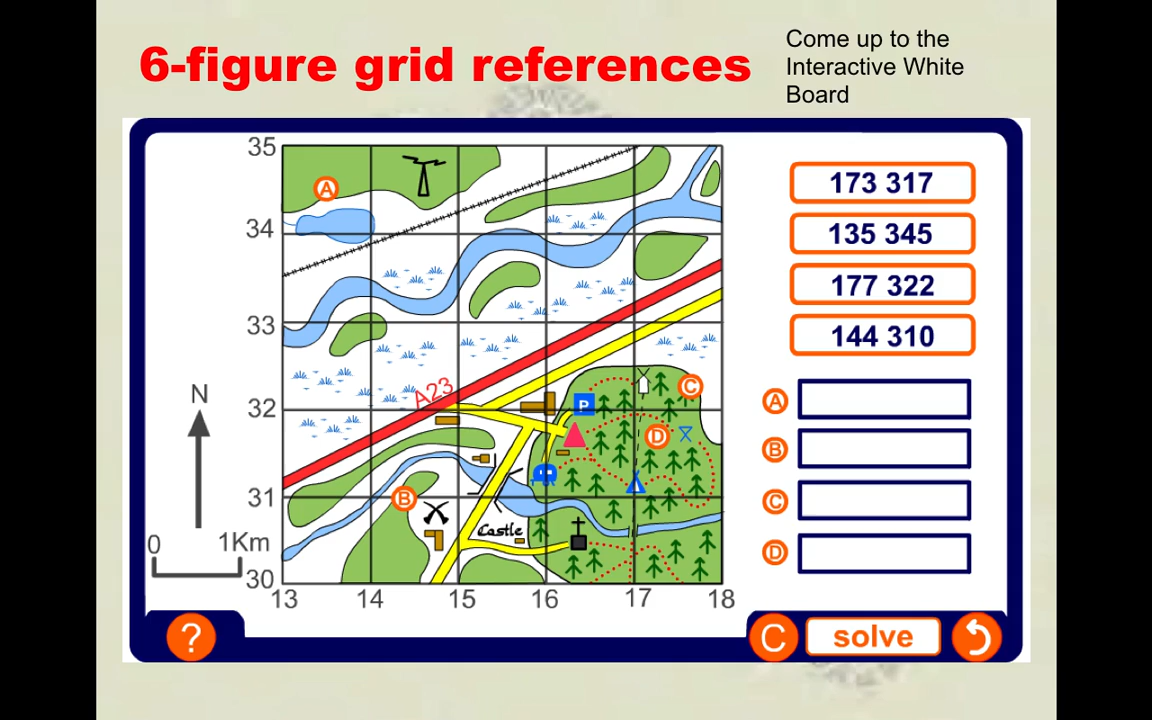 6-figure grid references
Come up to the
Interactive White
Board
35
34
33
32
31
30
13 14 15 16 17 18
N
0 1Km
A
B
C
D
A23
P
Castle
173 317
135 345
177 322
144 310
A
B
C
D
?
C
solve